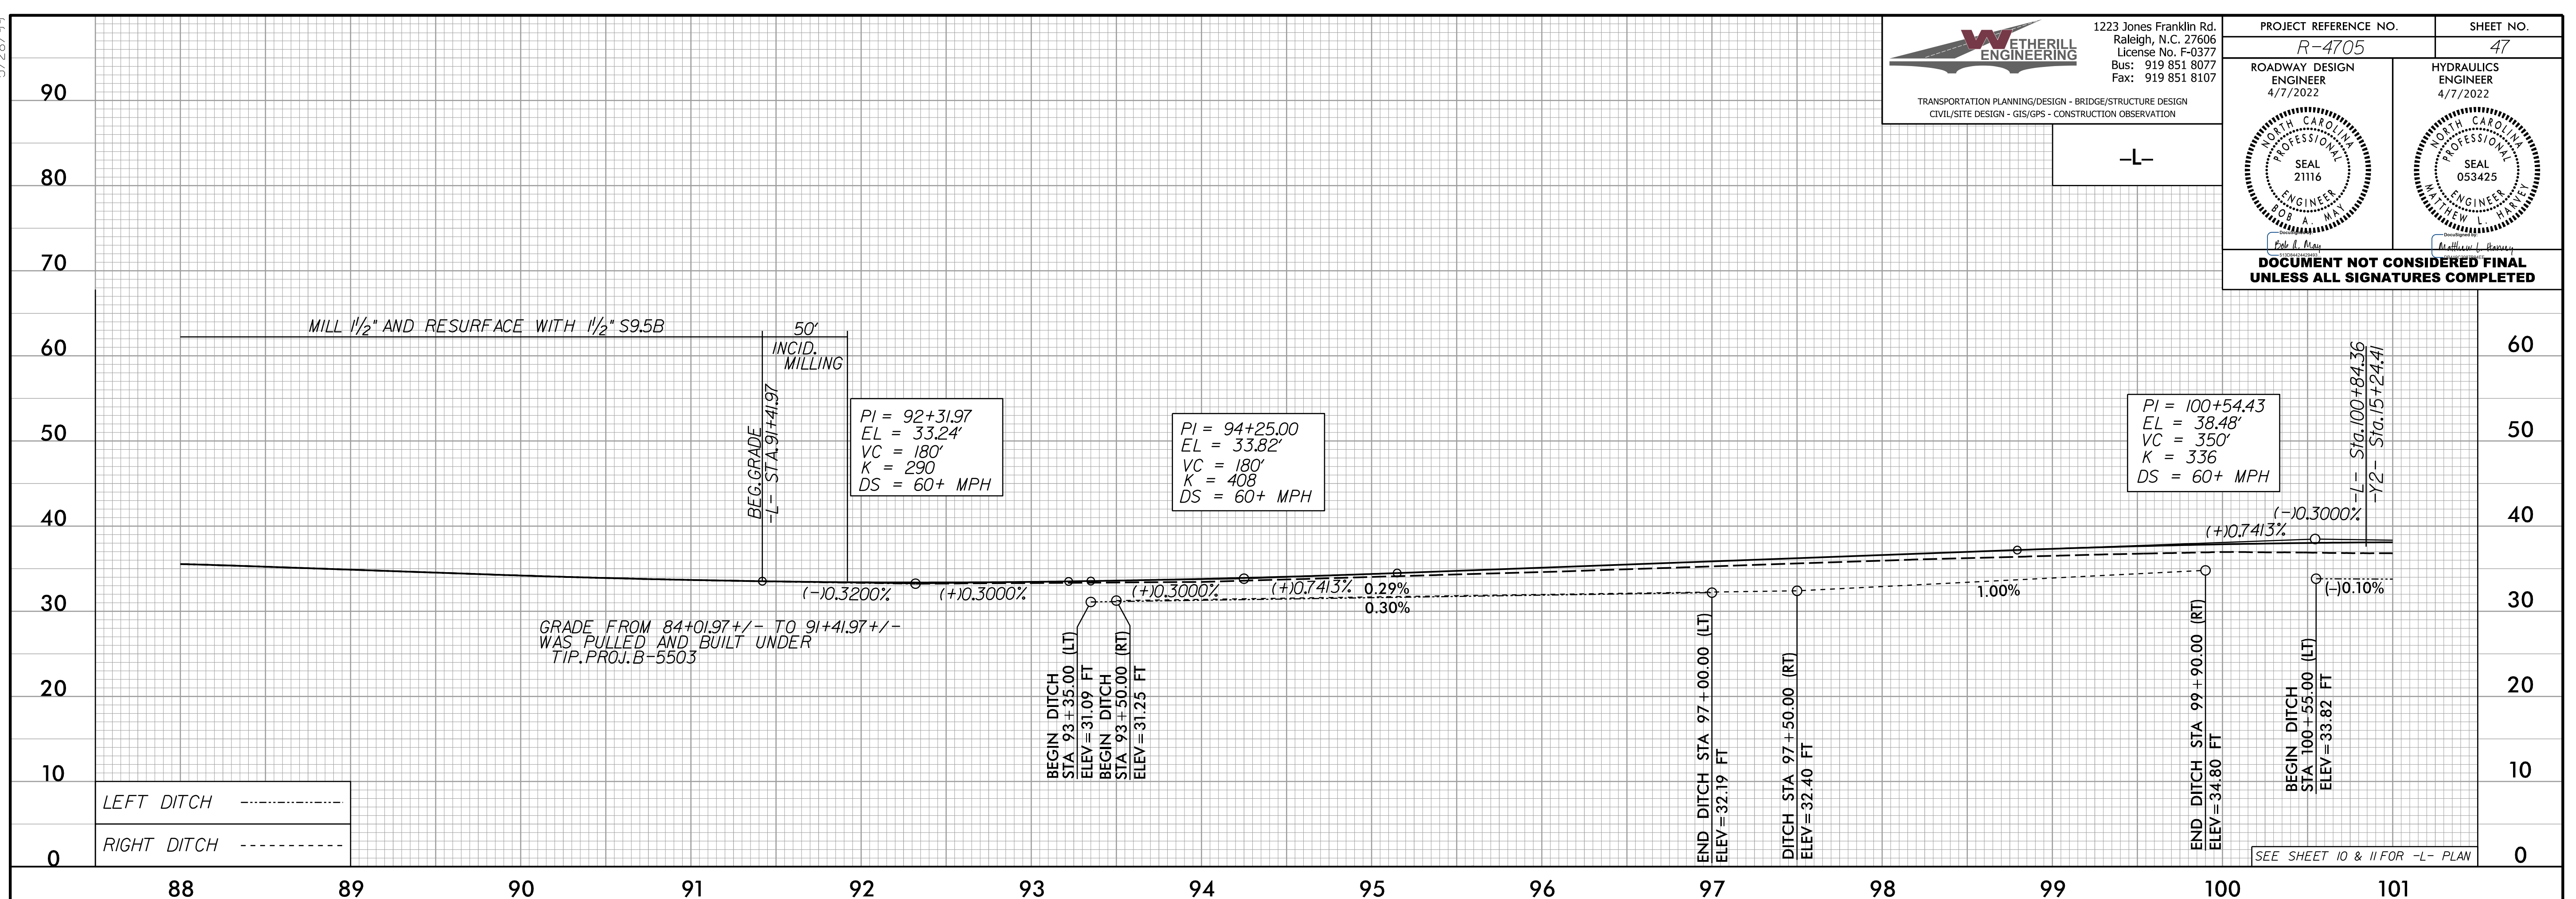 WETHERILL
ENGINEERING
1223 Jones Franklin Rd.
Raleigh, N.C. 27606
License No. F-0377
Bus: 919 851 8077
Fax: 919 851 8107
TRANSPORTATION PLANNING/DESIGN - BRIDGE/STRUCTURE DESIGN
CIVIL/SITE DESIGN - GIS/GPS - CONSTRUCTION OBSERVATION
PROJECT REFERENCE NO.
R-4705
SHEET NO.
47
ROADWAY DESIGN
ENGINEER
4/7/2022
NORTH CAROLINA
PROFESSIONAL
SEAL
21116
ENGINEER
BOB A. MAY
DocuSigned by:
Bob A. May
HYDRAULICS
ENGINEER
4/7/2022
NORTH CAROLINA
PROFESSIONAL
SEAL
053425
ENGINEER
MATTHEW L. HARVEY
DocuSigned by:
Matthew L. Harvey
DOCUMENT NOT CONSIDERED FINAL
UNLESS ALL SIGNATURES COMPLETED
-L-
90
80
70
60
50
40
30
20
10
0
MILL 1½" AND RESURFACE WITH 1½" S9.5B
50'
INCID.
MILLING
BEG.GRADE
-L- STA.91+41.97
PI = 92+31.97
EL = 33.24'
VC = 180'
K = 290
DS = 60+ MPH
PI = 94+25.00
EL = 33.82'
VC = 180'
K = 408
DS = 60+ MPH
PI = 100+54.43
EL = 38.48'
VC = 350'
K = 336
DS = 60+ MPH
-L- Sta.100+84.36
-Y2- Sta.15+24.41
(-)0.3200%
(+)0.3000%
(+)0.3000%
(+)0.7413%
0.29%
0.30%
1.00%
(+)0.7413%
(-)0.3000%
(-)0.10%
GRADE FROM 84+01.97+/- TO 91+41.97+/-
WAS PULLED AND BUILT UNDER
TIP.PROJ.B-5503
BEGIN DITCH
STA 93+35.00 (LT)
ELEV=31.09 FT
BEGIN DITCH
STA 93+50.00 (RT)
ELEV=31.25 FT
END DITCH STA 97+00.00 (LT)
ELEV=32.19 FT
DITCH STA 97+50.00 (RT)
ELEV=32.40 FT
END DITCH STA 99+90.00 (RT)
ELEV=34.80 FT
BEGIN DITCH
STA 100+55.00 (LT)
ELEV=33.82 FT
60
50
40
30
20
10
0
LEFT DITCH
RIGHT DITCH
SEE SHEET 10 & 11 FOR -L- PLAN
88
89
90
91
92
93
94
95
96
97
98
99
100
101